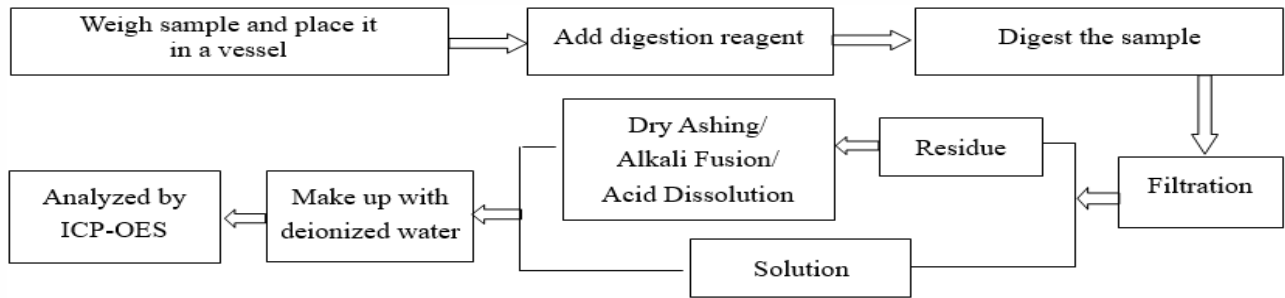 Weigh sample and place it
in a vessel
Add digestion reagent
Digest the sample
Filtration
Residue
Dry Ashing/
Alkali Fusion/
Acid Dissolution
Solution
Make up with
deionized water
Analyzed by
ICP-OES